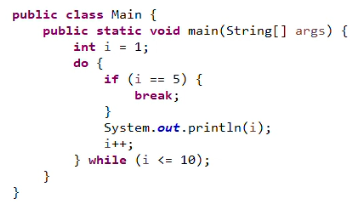 public class Main {
    public static void main(String[] args) {
        int i = 1;
        do {
            if (i == 5) {
                break;
            }
            System.out.println(i);
            i++;
        } while (i <= 10);
    }
}